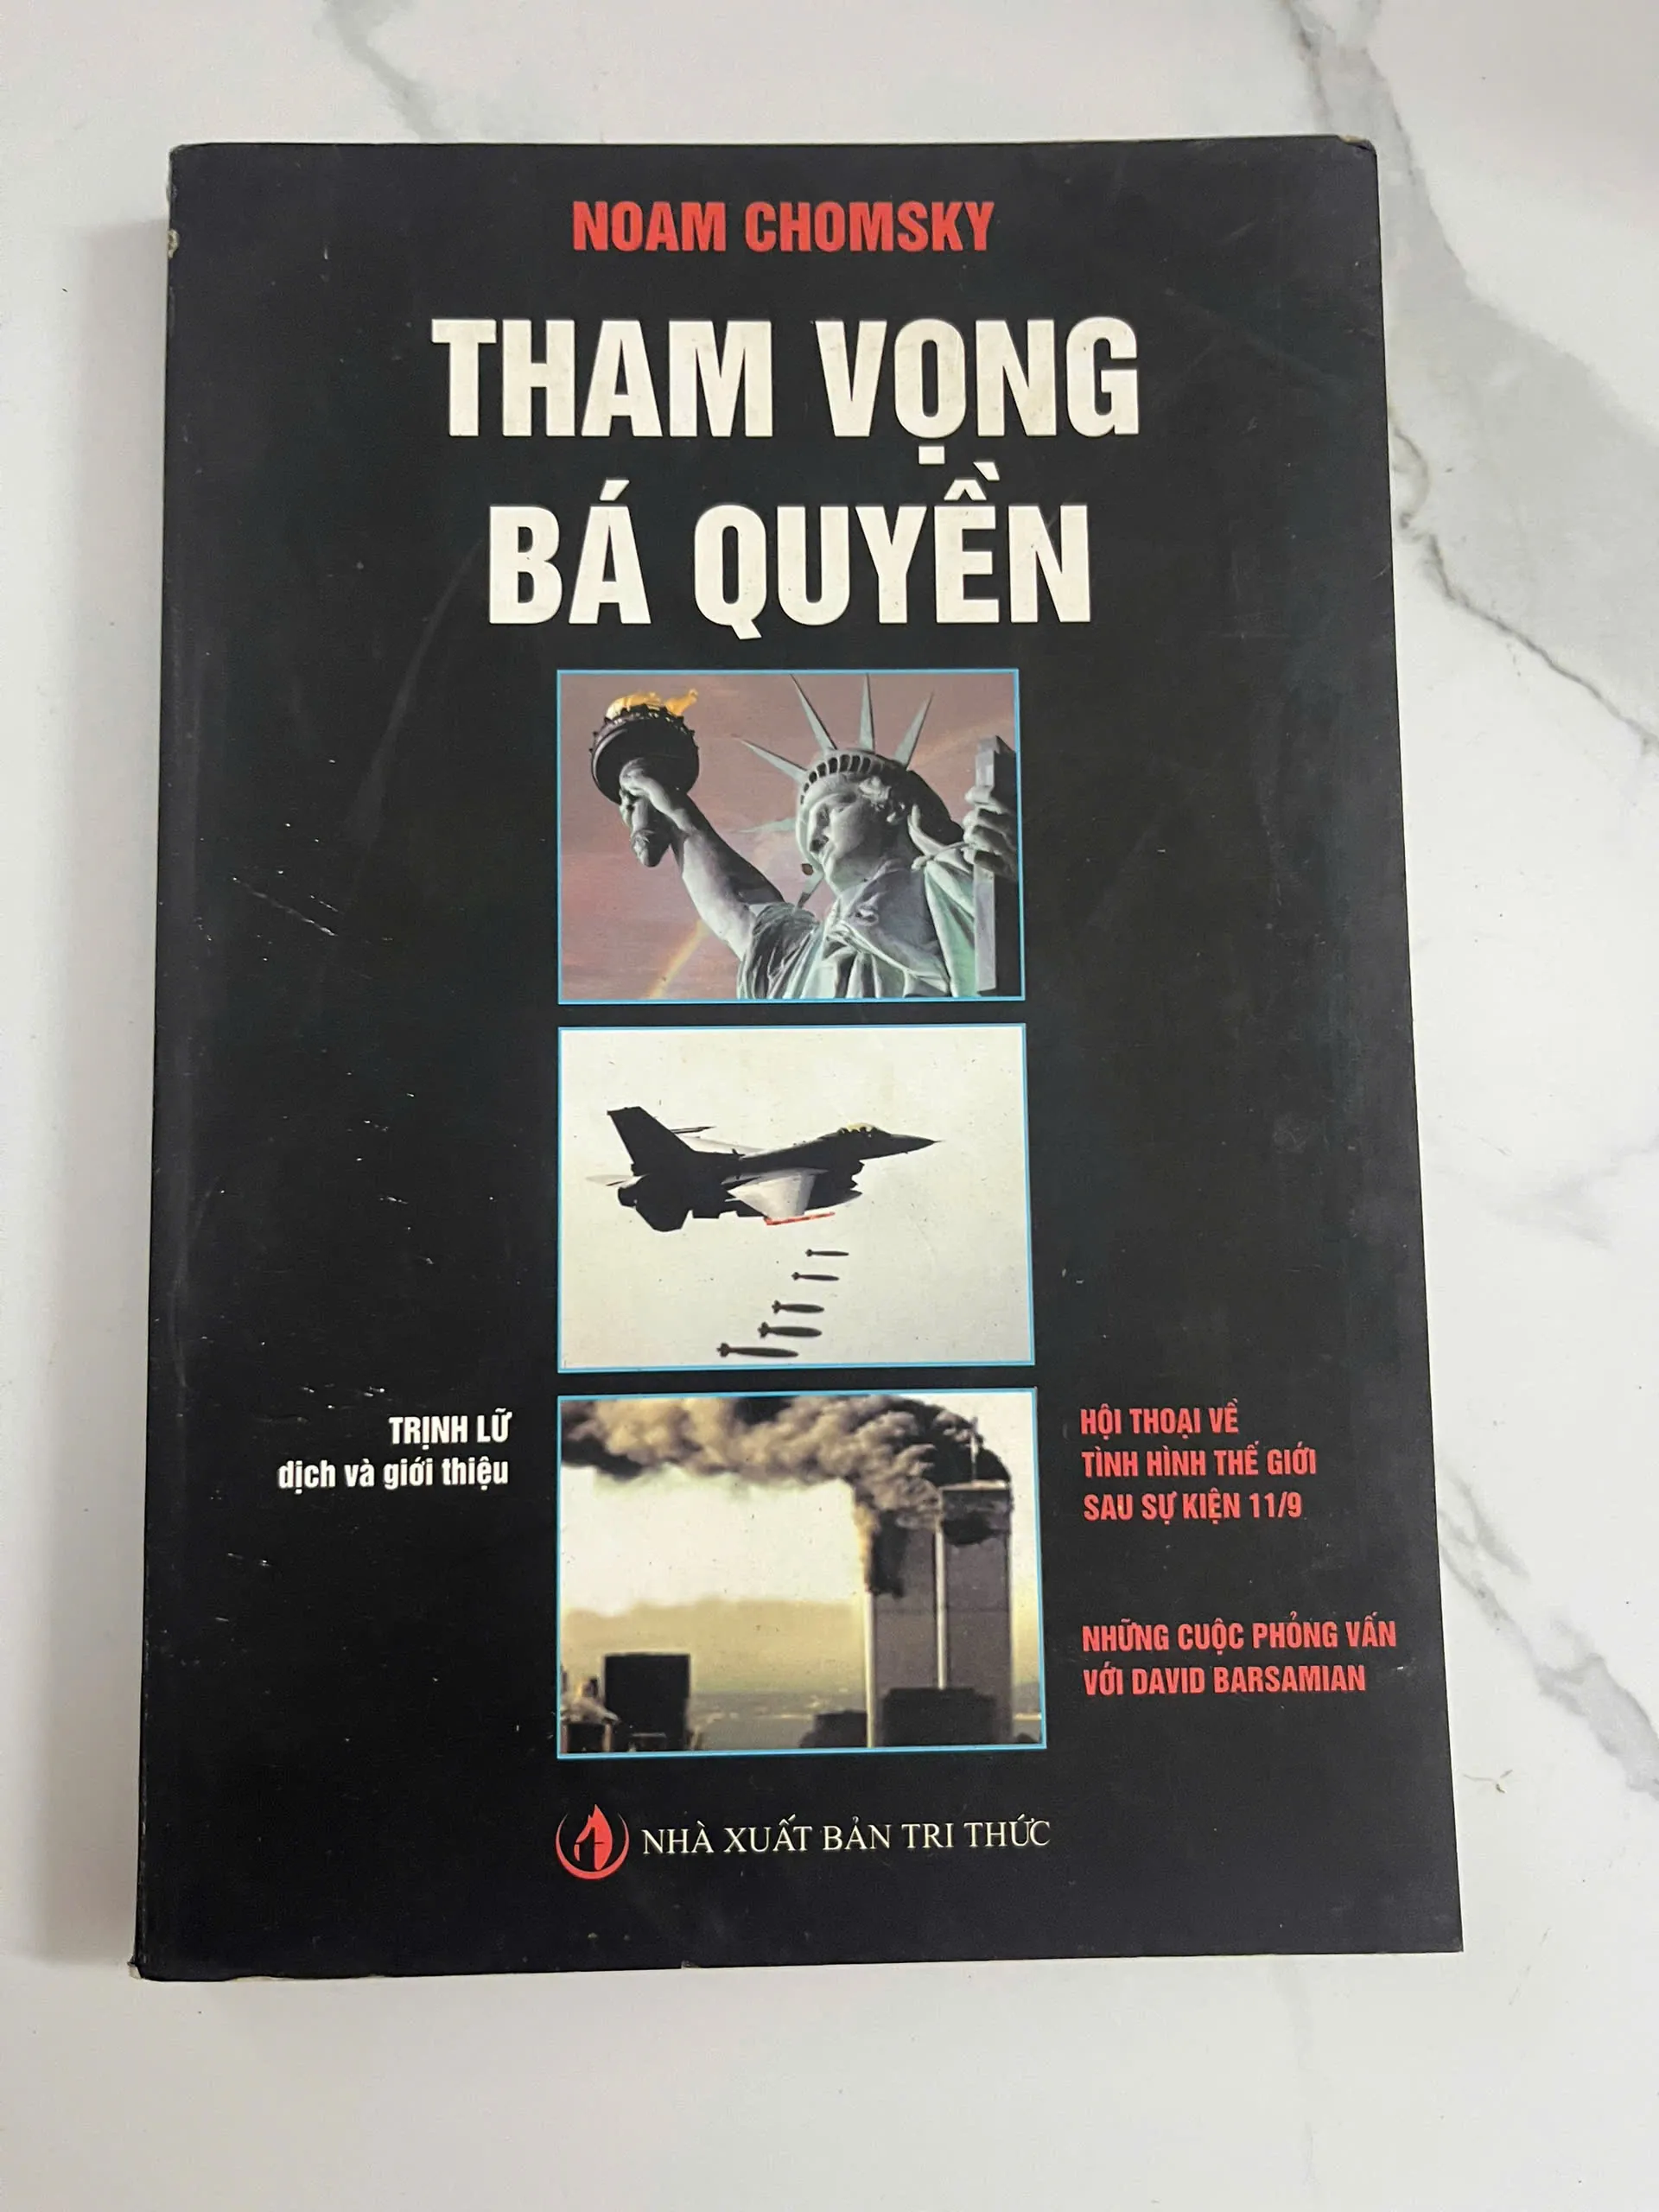 NOAM CHOMSKY
THAM VỌNG
BÁ QUYỀN
TRỊNH LỮ
dịch và giới thiệu
HỘI THOẠI VỀ
TÌNH HÌNH THẾ GIỚI
SAU SỰ KIỆN 11/9
NHỮNG CUỘC PHỎNG VẤN
VỚI DAVID BARSAMIAN
NHÀ XUẤT BẢN TRI THỨC